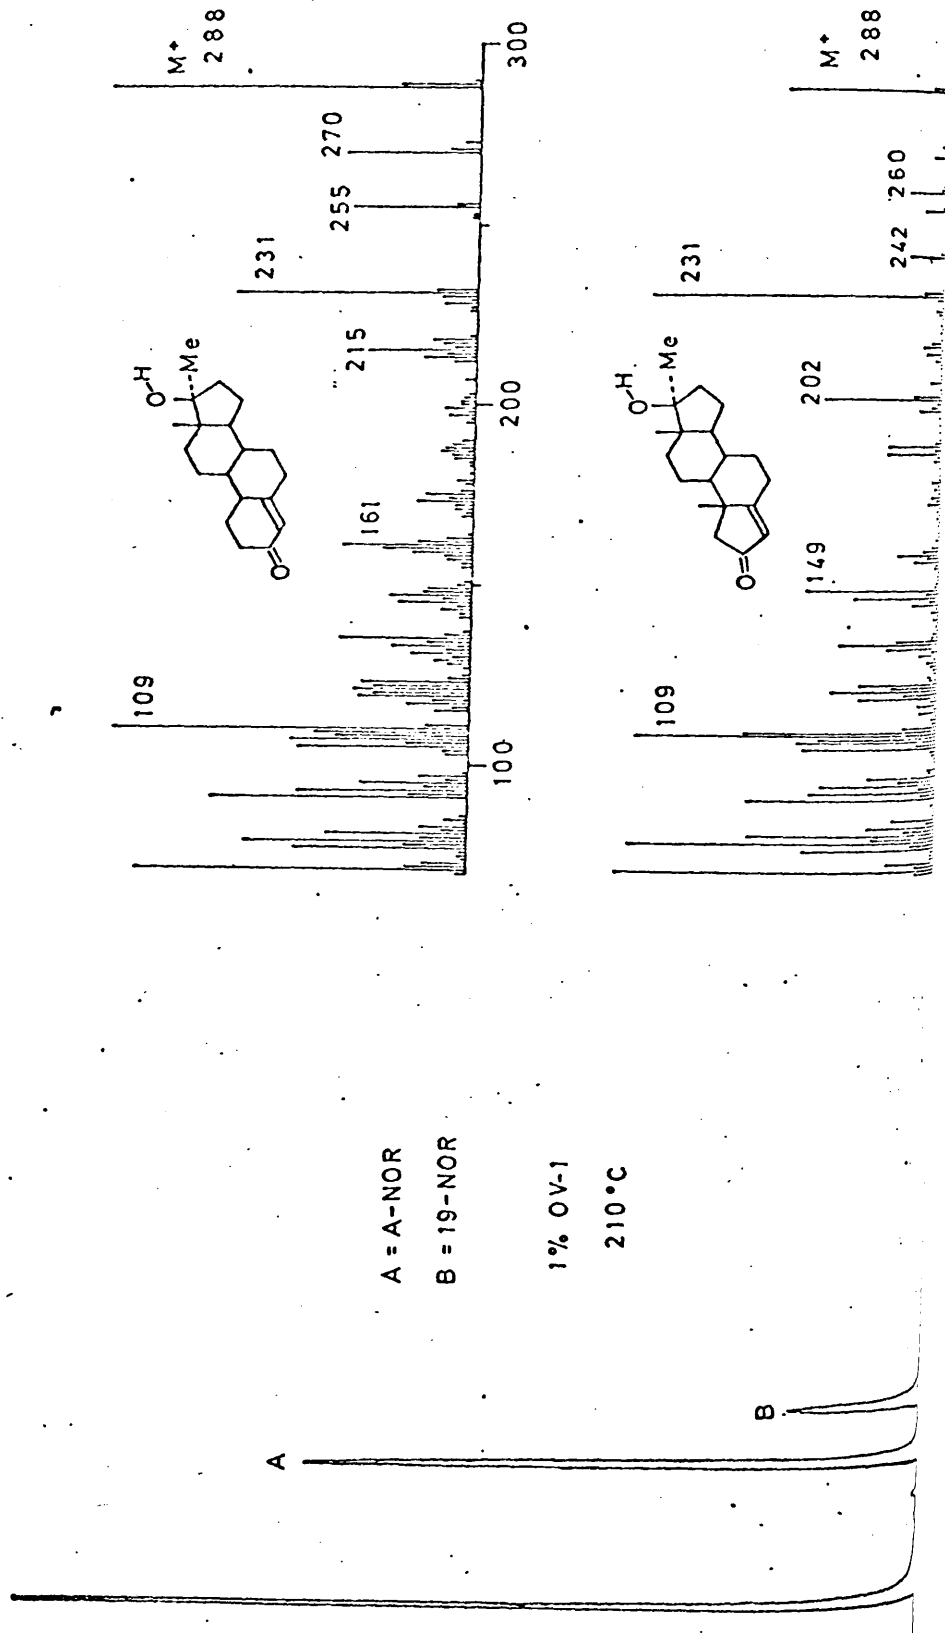 M+
288
270
255
231
215
161
109
O-H
--Me
O
100
200
300
M+
288
260
242
231
202
149
109
O-H
--Me
O
A = A-NOR
B = 19-NOR
1% OV-1
210°C
A
B